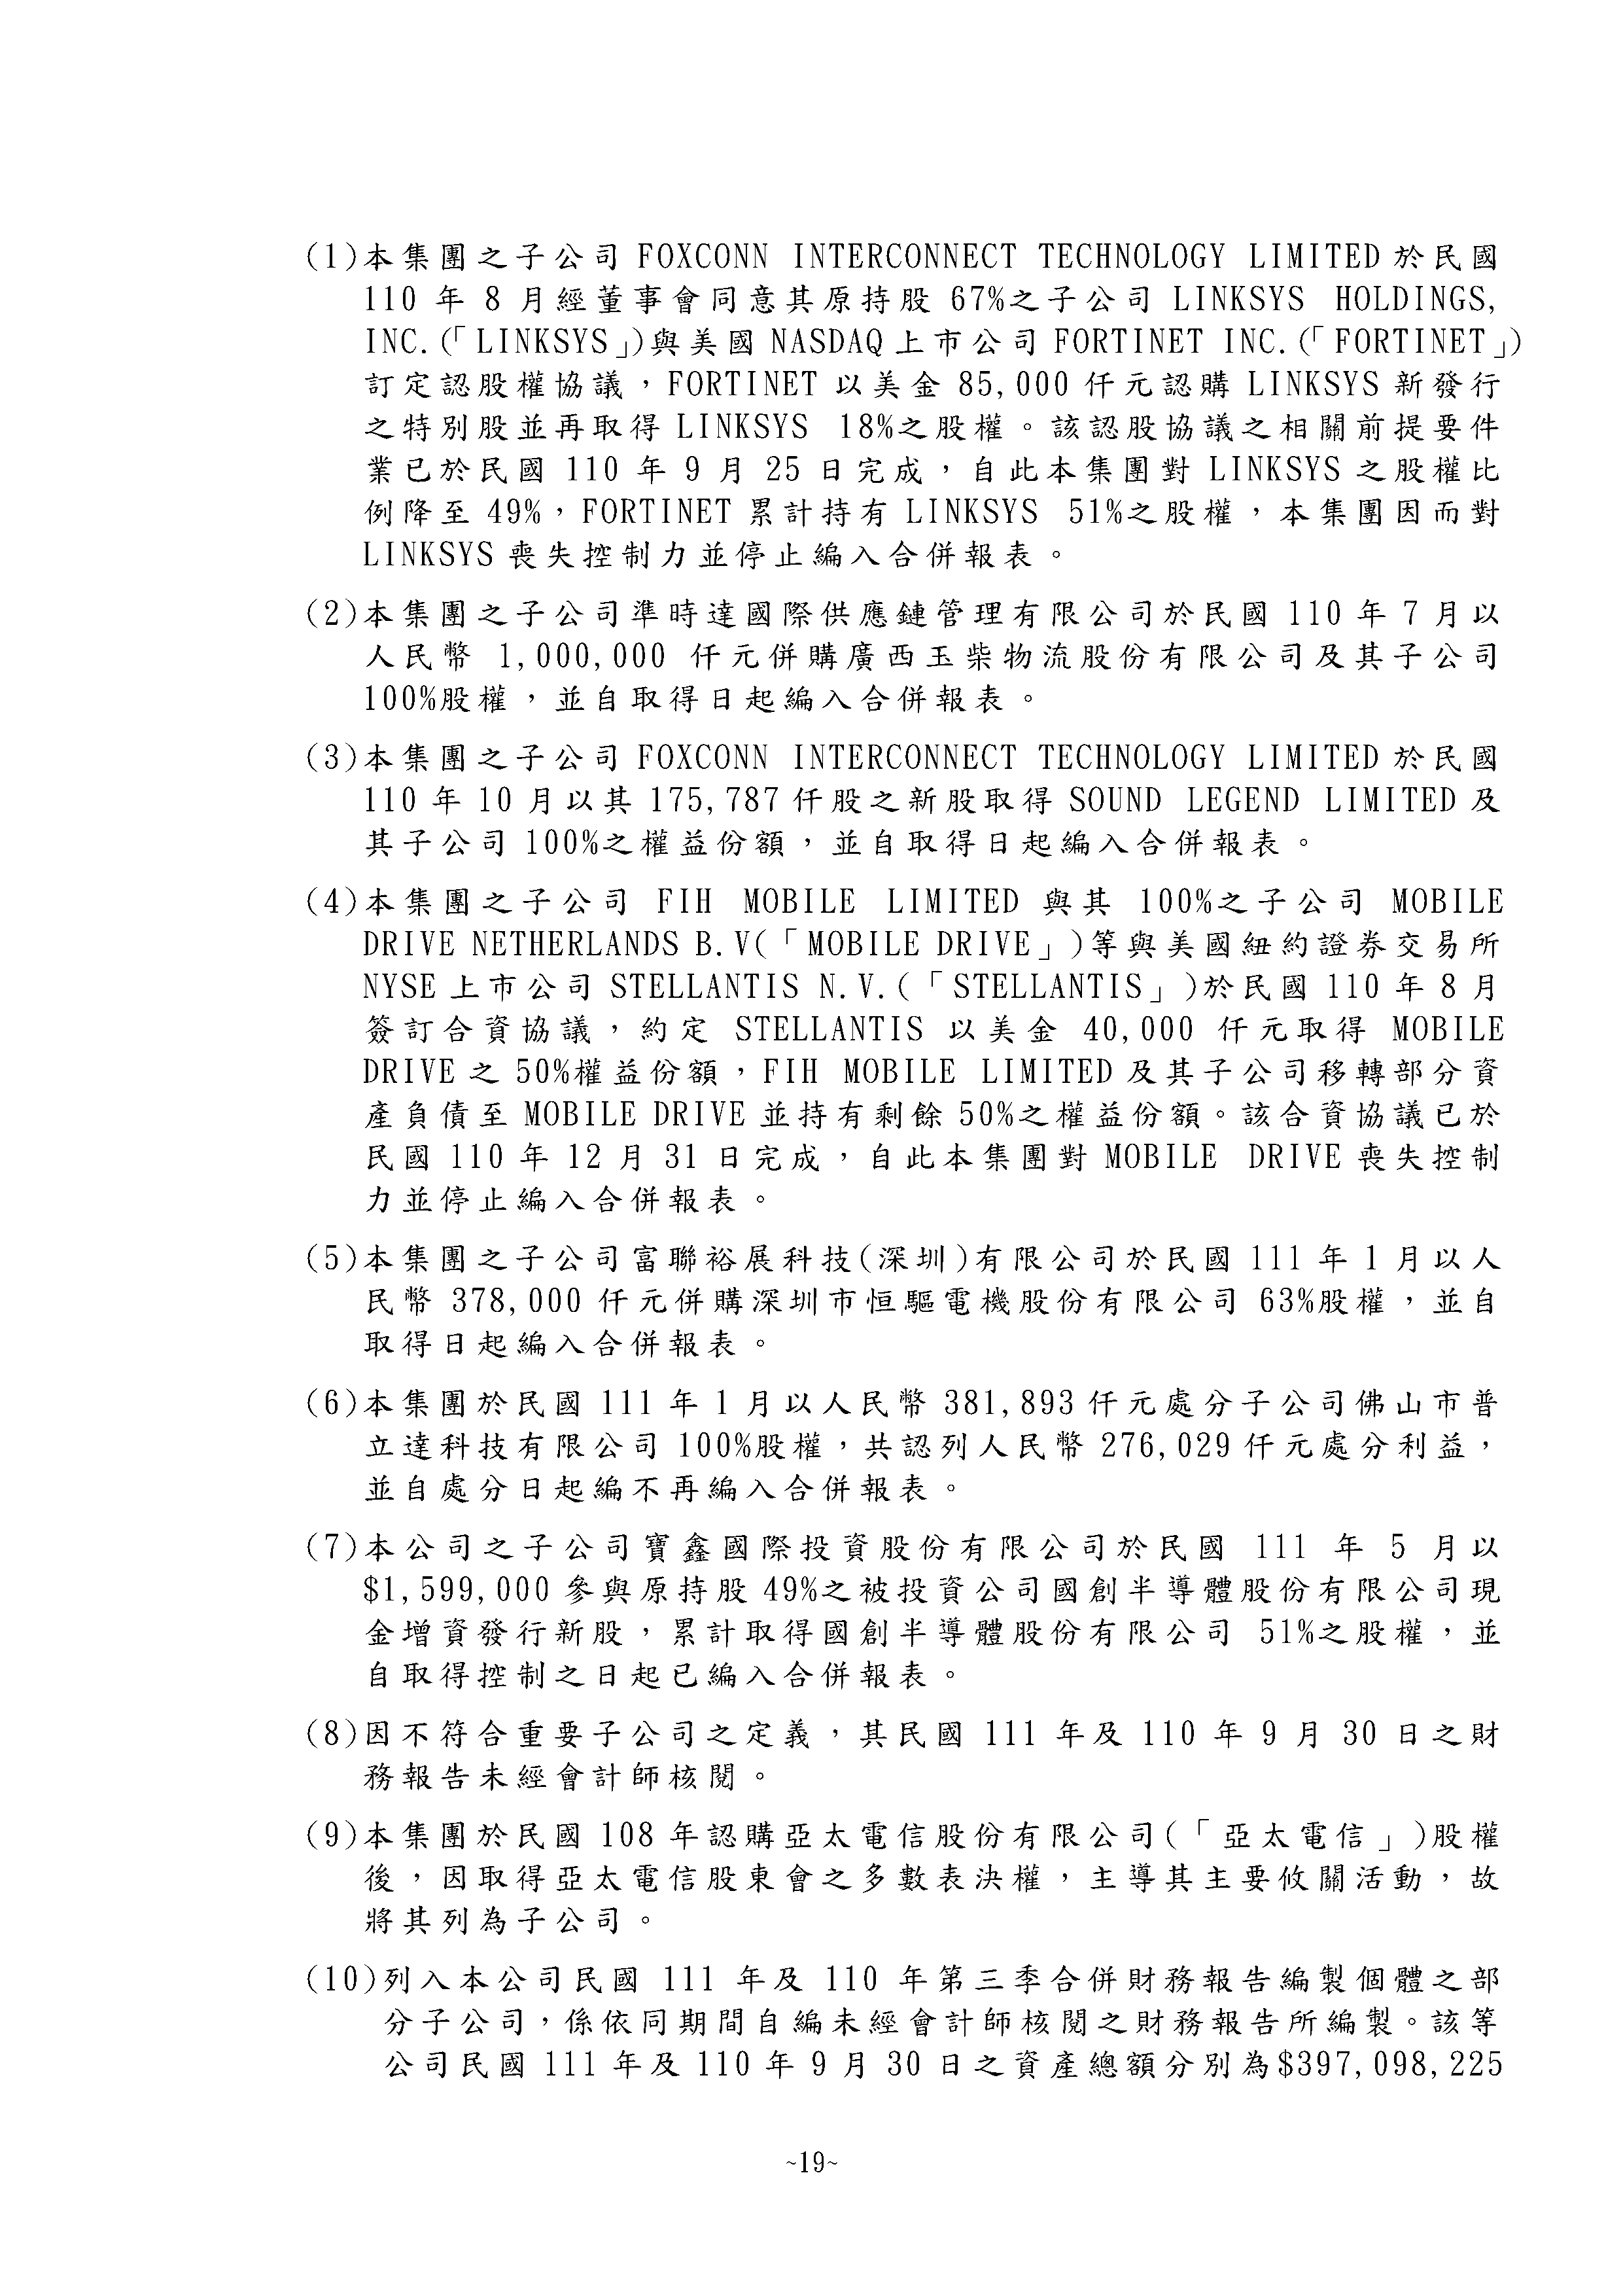 (1)本集團之子公司 FOXCONN INTERCONNECT TECHNOLOGY LIMITED 於民國
110 年 8 月經董事會同意其原持股 67%之子公司 LINKSYS HOLDINGS,
INC.(「LINKSYS」)與美國 NASDAQ 上市公司 FORTINET INC.(「FORTINET」)
訂定認股權協議,FORTINET 以美金 85,000 仟元認購 LINKSYS 新發行
之特別股並再取得 LINKSYS 18%之股權。該認股協議之相關前提要件
業已於民國 110 年 9 月 25 日完成,自此本集團對 LINKSYS 之股權比
例降至 49%,FORTINET 累計持有 LINKSYS 51%之股權,本集團因而對
LINKSYS 喪失控制力並停止編入合併報表。
(2)本集團之子公司準時達國際供應鏈管理有限公司於民國 110 年 7 月以
人民幣 1,000,000 仟元併購廣西玉柴物流股份有限公司及其子公司
100%股權,並自取得日起編入合併報表。
(3)本集團之子公司 FOXCONN INTERCONNECT TECHNOLOGY LIMITED 於民國
110 年 10 月以其 175,787 仟股之新股取得 SOUND LEGEND LIMITED 及
其子公司 100%之權益份額,並自取得日起編入合併報表。
(4)本集團之子公司 FIH MOBILE LIMITED 與其 100%之子公司 MOBILE
DRIVE NETHERLANDS B.V(「MOBILE DRIVE」)等與美國紐約證券交易所
NYSE 上市公司 STELLANTIS N.V.(「STELLANTIS」)於民國 110 年 8 月
簽訂合資協議,約定 STELLANTIS 以美金 40,000 仟元取得 MOBILE
DRIVE 之 50%權益份額,FIH MOBILE LIMITED 及其子公司移轉部分資
產負債至 MOBILE DRIVE 並持有剩餘 50%之權益份額。該合資協議已於
民國 110 年 12 月 31 日完成,自此本集團對 MOBILE DRIVE 喪失控制
力並停止編入合併報表。
(5)本集團之子公司富聯裕展科技(深圳)有限公司於民國 111 年 1 月以人
民幣 378,000 仟元併購深圳市恒驅電機股份有限公司 63%股權,並自
取得日起編入合併報表。
(6)本集團於民國 111 年 1 月以人民幣 381,893 仟元處分子公司佛山市普
立達科技有限公司 100%股權,共認列人民幣 276,029 仟元處分利益,
並自處分日起編不再編入合併報表。
(7)本公司之子公司寶鑫國際投資股份有限公司於民國 111 年 5 月以
$1,599,000 參與原持股 49%之被投資公司國創半導體股份有限公司現
金增資發行新股,累計取得國創半導體股份有限公司 51%之股權,並
自取得控制之日起已編入合併報表。
(8)因不符合重要子公司之定義,其民國 111 年及 110 年 9 月 30 日之財
務報告未經會計師核閱。
(9)本集團於民國 108 年認購亞太電信股份有限公司(「亞太電信」)股權
後,因取得亞太電信股東會之多數表決權,主導其主要攸關活動,故
將其列為子公司。
(10)列入本公司民國 111 年及 110 年第三季合併財務報告編製個體之部
分子公司,係依同期間自編未經會計師核閱之財務報告所編製。該等
公司民國 111 年及 110 年 9 月 30 日之資產總額分別為$397,098,225
~19~